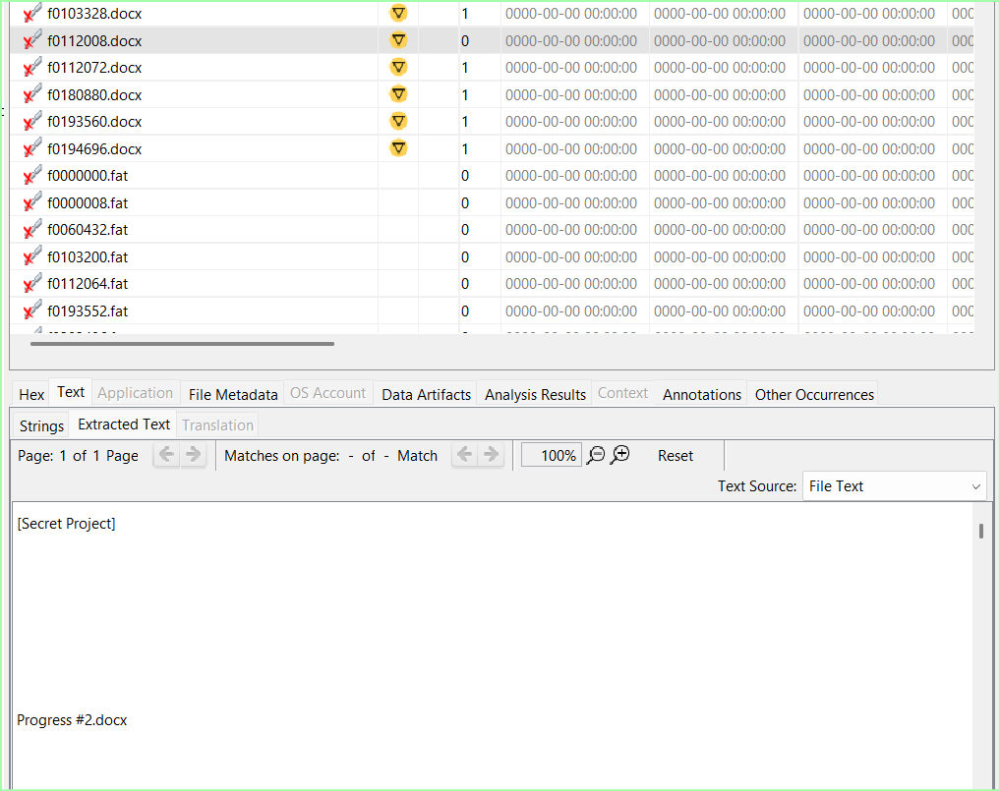 f0103328.docx 1 0000-00-00 00:00:00 0000-00-00 00:00:00 0000-00-00 00:00:00 000
f0112008.docx 0 0000-00-00 00:00:00 0000-00-00 00:00:00 0000-00-00 00:00:00 000
f0112072.docx 1 0000-00-00 00:00:00 0000-00-00 00:00:00 0000-00-00 00:00:00 000
f0180880.docx 1 0000-00-00 00:00:00 0000-00-00 00:00:00 0000-00-00 00:00:00 000
f0193560.docx 1 0000-00-00 00:00:00 0000-00-00 00:00:00 0000-00-00 00:00:00 000
f0194696.docx 1 0000-00-00 00:00:00 0000-00-00 00:00:00 0000-00-00 00:00:00 000
f0000000.fat 0 0000-00-00 00:00:00 0000-00-00 00:00:00 0000-00-00 00:00:00 000
f0000008.fat 0 0000-00-00 00:00:00 0000-00-00 00:00:00 0000-00-00 00:00:00 000
f0060432.fat 0 0000-00-00 00:00:00 0000-00-00 00:00:00 0000-00-00 00:00:00 000
f0103200.fat 0 0000-00-00 00:00:00 0000-00-00 00:00:00 0000-00-00 00:00:00 000
f0112064.fat 0 0000-00-00 00:00:00 0000-00-00 00:00:00 0000-00-00 00:00:00 000
f0193552.fat 0 0000-00-00 00:00:00 0000-00-00 00:00:00 0000-00-00 00:00:00 000
Hex Text Application File Metadata OS Account Data Artifacts Analysis Results Context Annotations Other Occurrences
Strings Extracted Text Translation
Page: 1 of 1 Page Matches on page: - of - Match 100% Reset
Text Source: File Text
[Secret Project]
Progress #2.docx